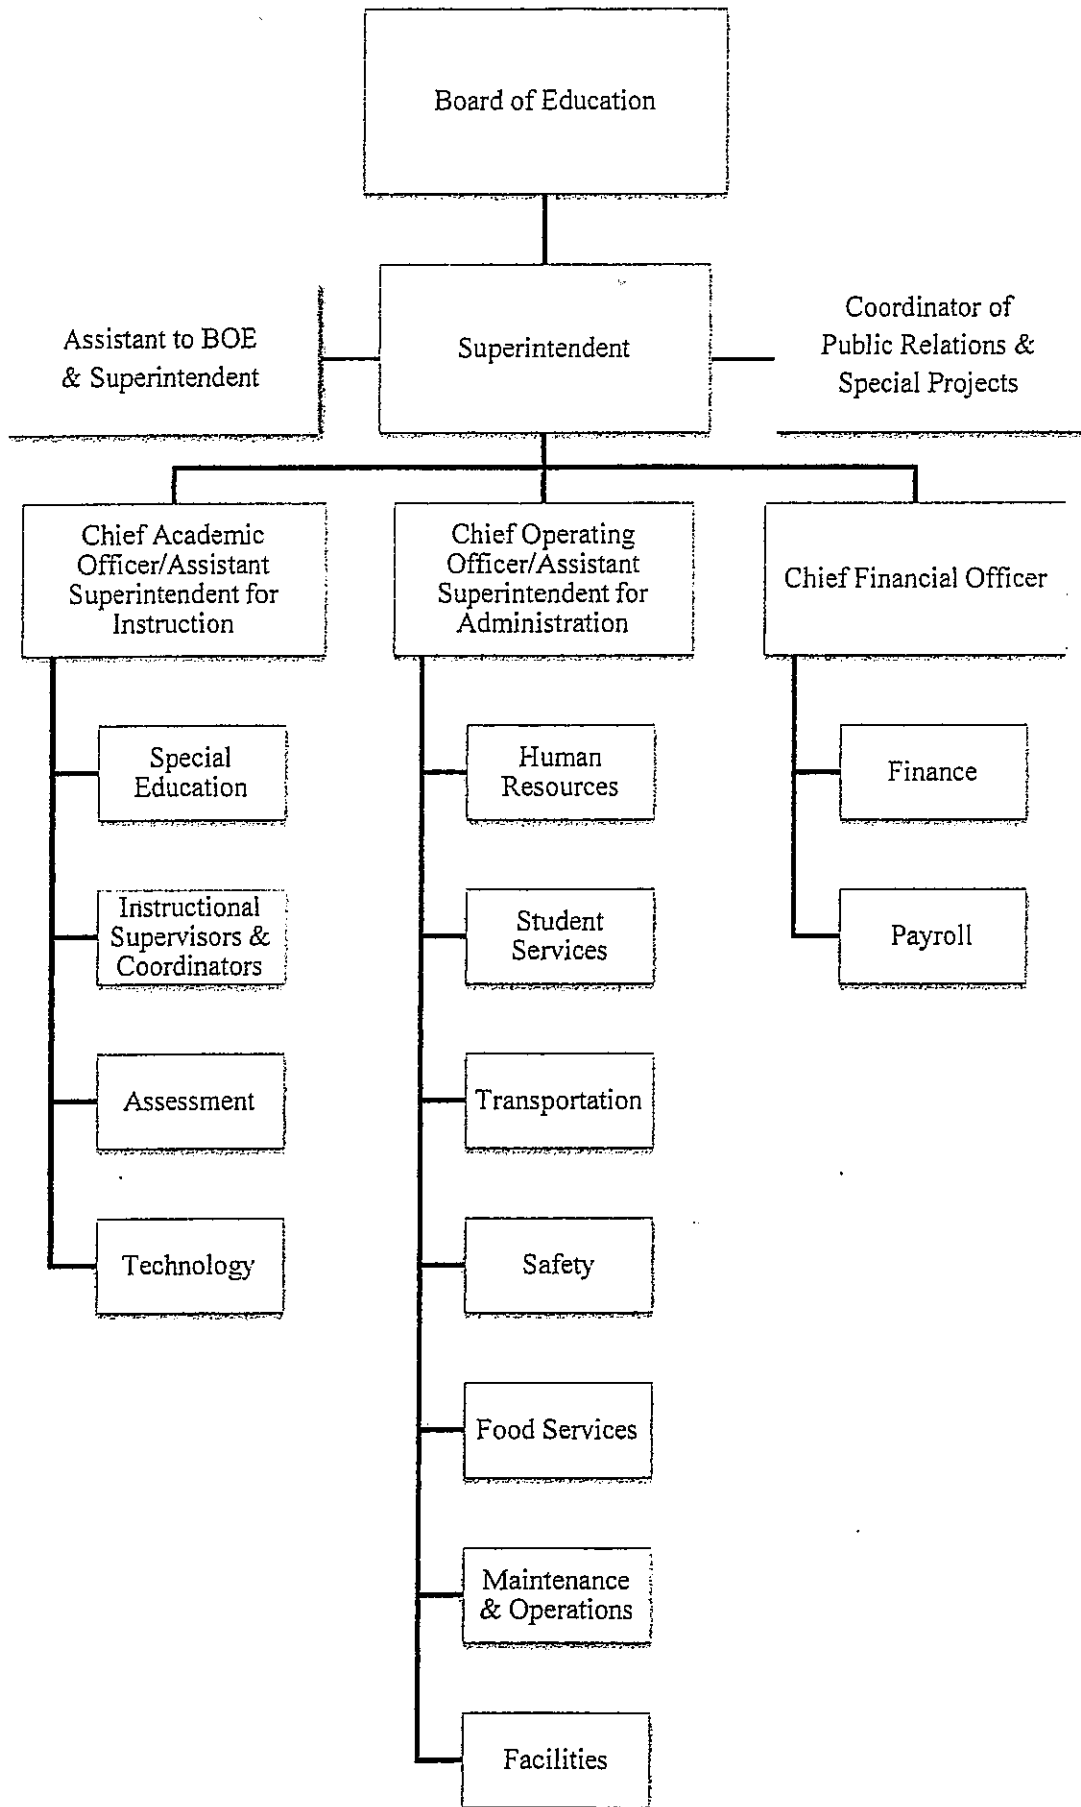 Board of Education
Superintendent
Assistant to BOE
& Superintendent
Coordinator of
Public Relations &
Special Projects
Chief Academic
Officer/Assistant
Superintendent for
Instruction
Chief Operating
Officer/Assistant
Superintendent for
Administration
Chief Financial Officer
Special
Education
Instructional
Supervisors &
Coordinators
Assessment
Technology
Human
Resources
Student
Services
Transportation
Safety
Food Services
Maintenance
& Operations
Facilities
Finance
Payroll